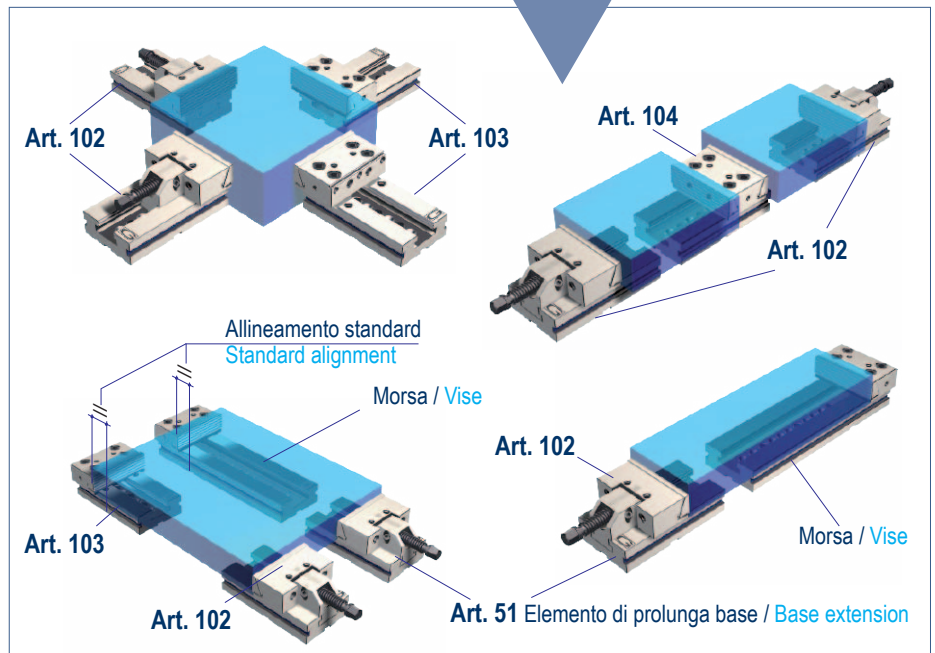 Art. 102
Art. 103
Art. 104
Art. 102
Allineamento standard
Standard alignment
Morsa / Vise
Art. 103
Art. 102
Art. 102
Morsa / Vise
Art. 51 Elemento di prolunga base / Base extension